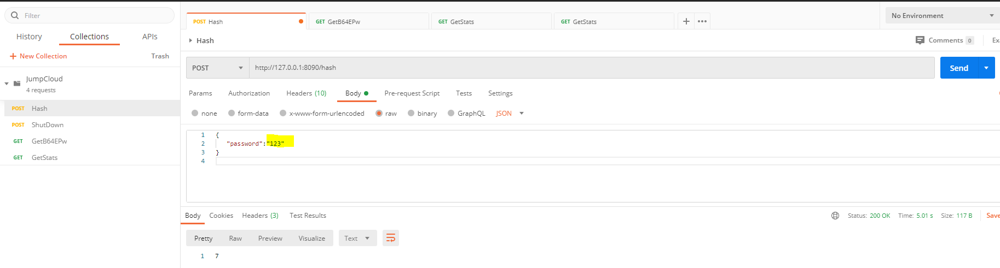 Filter
History Collections APIs
+ New Collection Trash
JumpCloud
4 requests
POST Hash
POST ShutDown
GET GetB64EPw
GET GetStats
POST Hash GET GetB64EPw GET GetStats GET GetStats + ••• No Environment
Hash Comments 0 Exa
POST http://127.0.0.1:8090/hash Send
Params Authorization Headers (10) Body Pre-request Script Tests Settings
none form-data x-www-form-urlencoded raw binary GraphQL JSON
1 {
2 "password":"123"
3 }
4
Body Cookies Headers (3) Test Results Status: 200 OK Time: 5.01 s Size: 117 B Save
Pretty Raw Preview Visualize Text
1 7